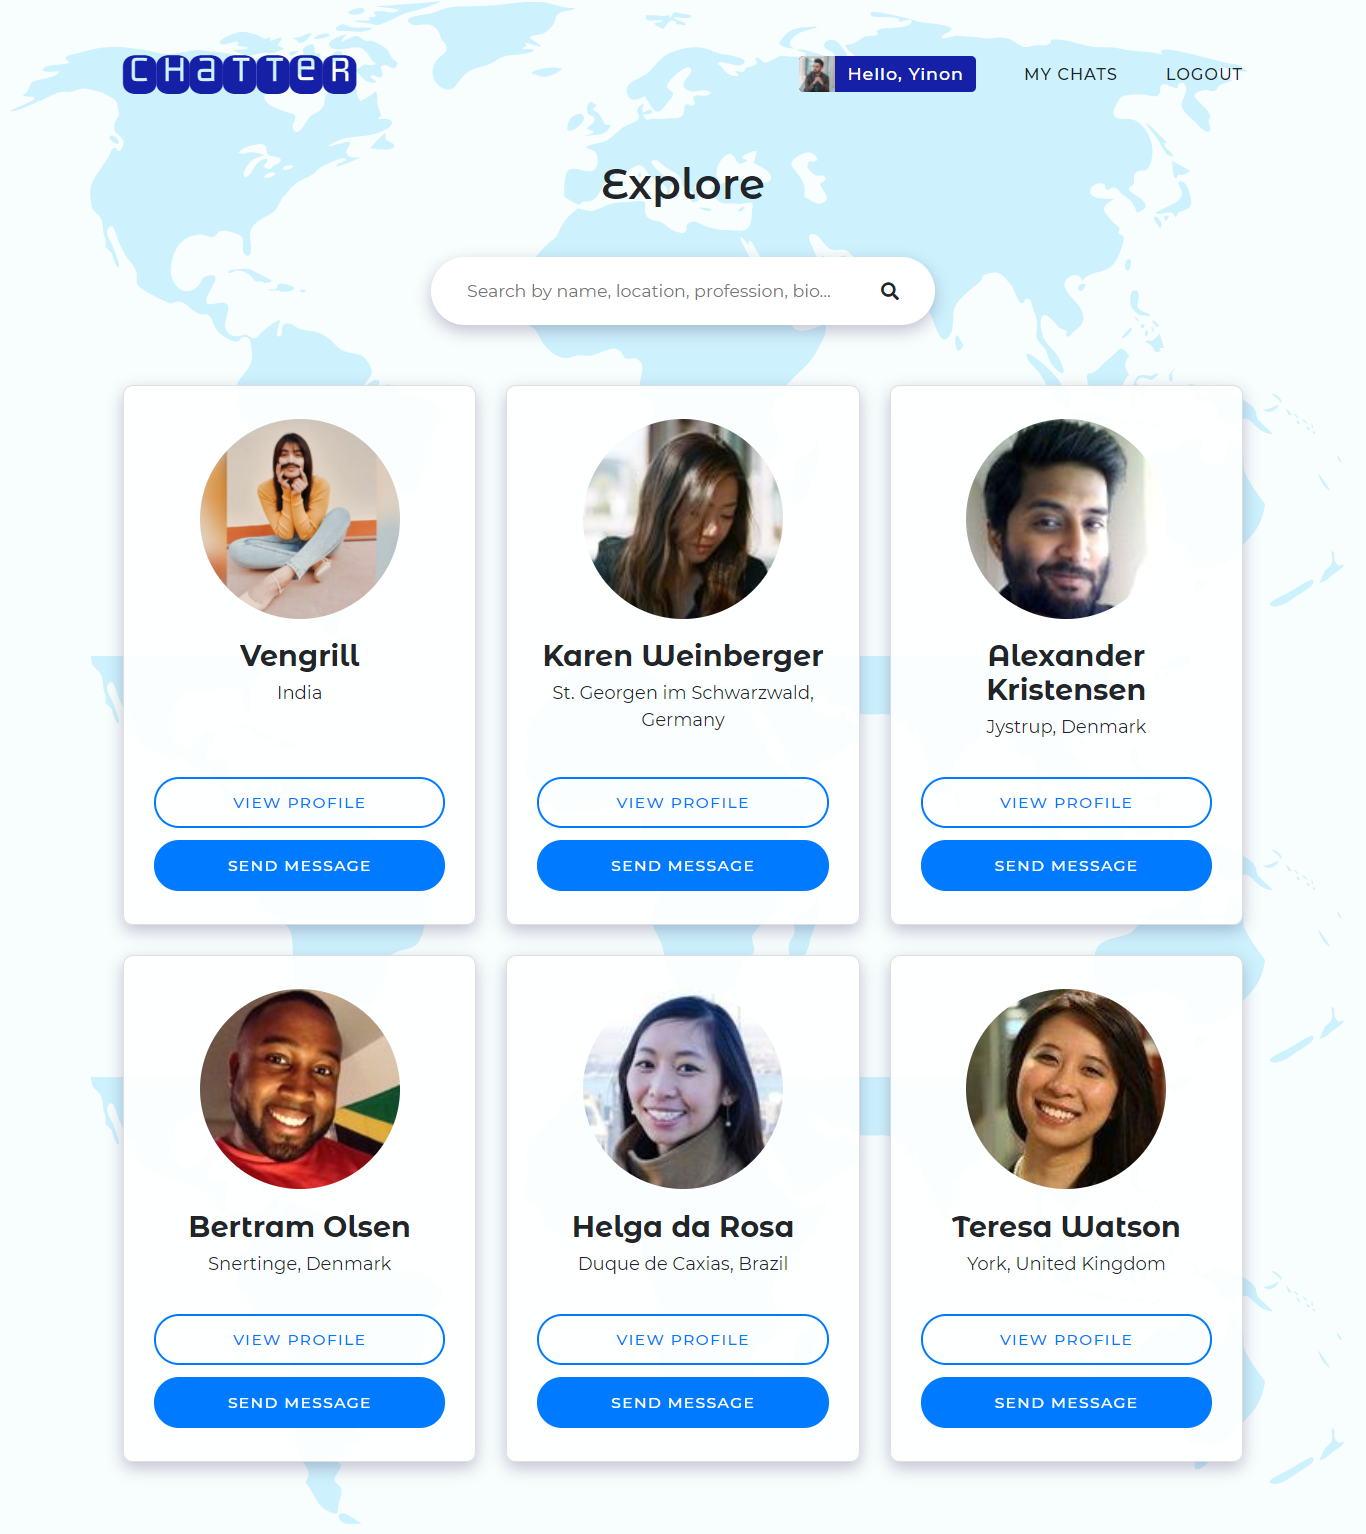 CHaTTeR
Hello, Yinon
MY CHATS
LOGOUT
Explore
Search by name, location, profession, bio...
Vengrill
India
VIEW PROFILE
SEND MESSAGE
Karen Weinberger
St. Georgen im Schwarzwald,
Germany
VIEW PROFILE
SEND MESSAGE
Alexander
Kristensen
Jystrup, Denmark
VIEW PROFILE
SEND MESSAGE
Bertram Olsen
Snertinge, Denmark
VIEW PROFILE
SEND MESSAGE
Helga da Rosa
Duque de Caxias, Brazil
VIEW PROFILE
SEND MESSAGE
Teresa Watson
York, United Kingdom
VIEW PROFILE
SEND MESSAGE